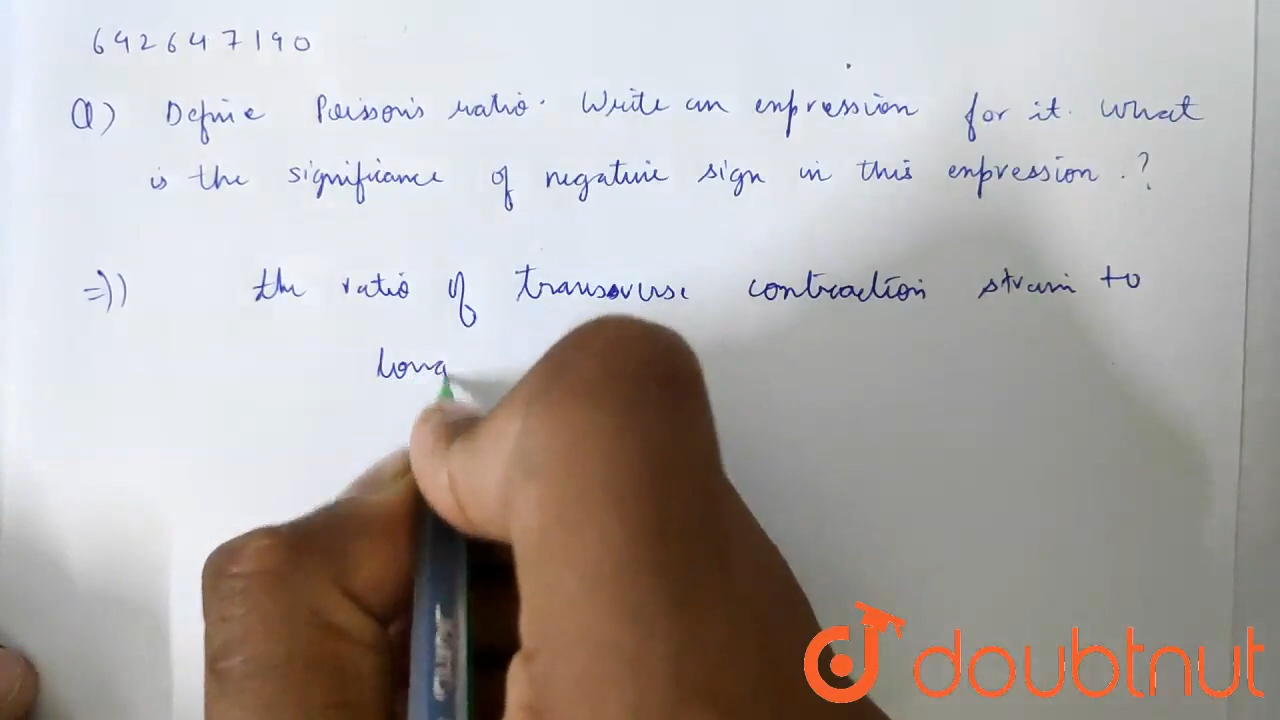 642647190
Q) Define Poisson's ratio. Write an expression for it. What
is the significance of negative sign in this expression.?
=>) the ratio of transverse contraction strain to
long
doubtnut